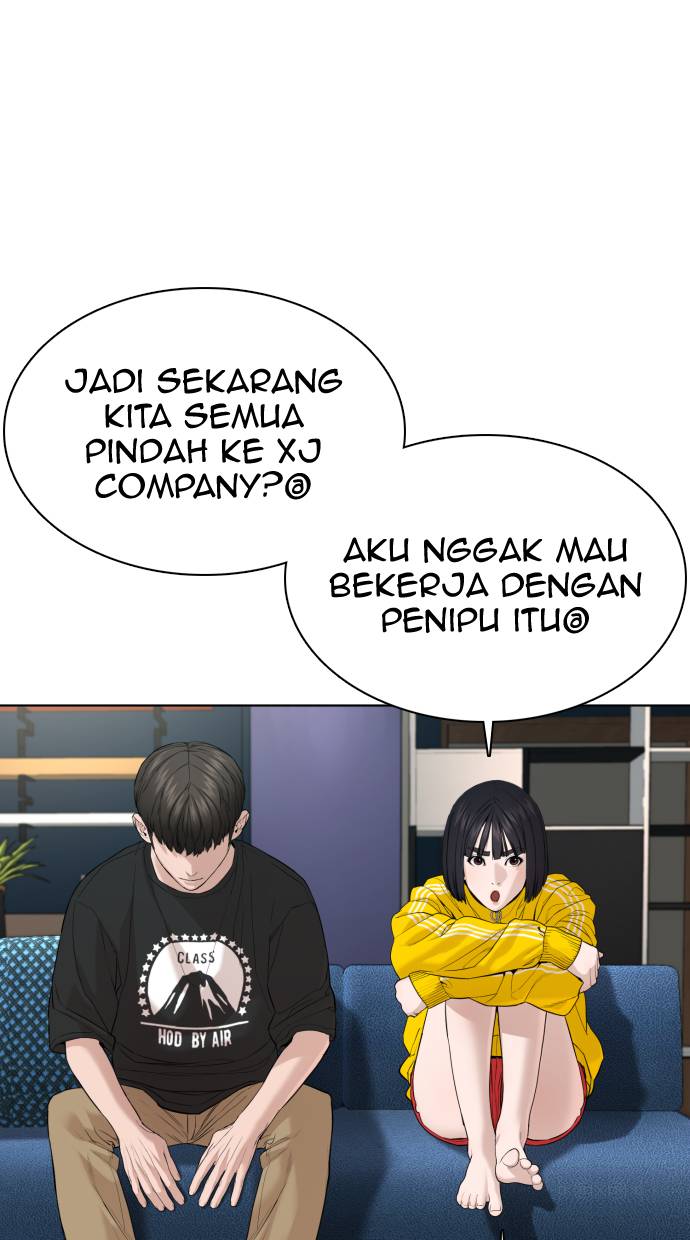 JADI SEKARANG
KITA SEMUA
PINDAH KE XJ
COMPANY?@
AKU NGGAK MAU
BEKERJA DENGAN
PENIPU ITU@
CLASS
HOD BY AIR